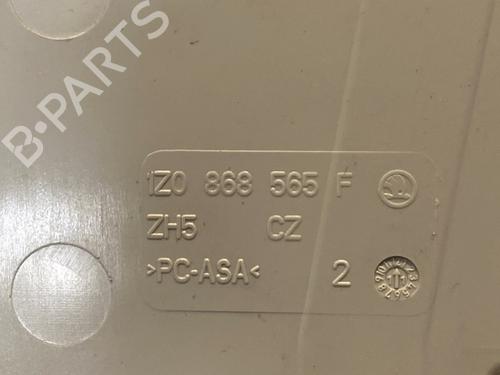 B-PARTS
1Z0 868 565 F
ZH5 CZ
>PC-ASA<
2